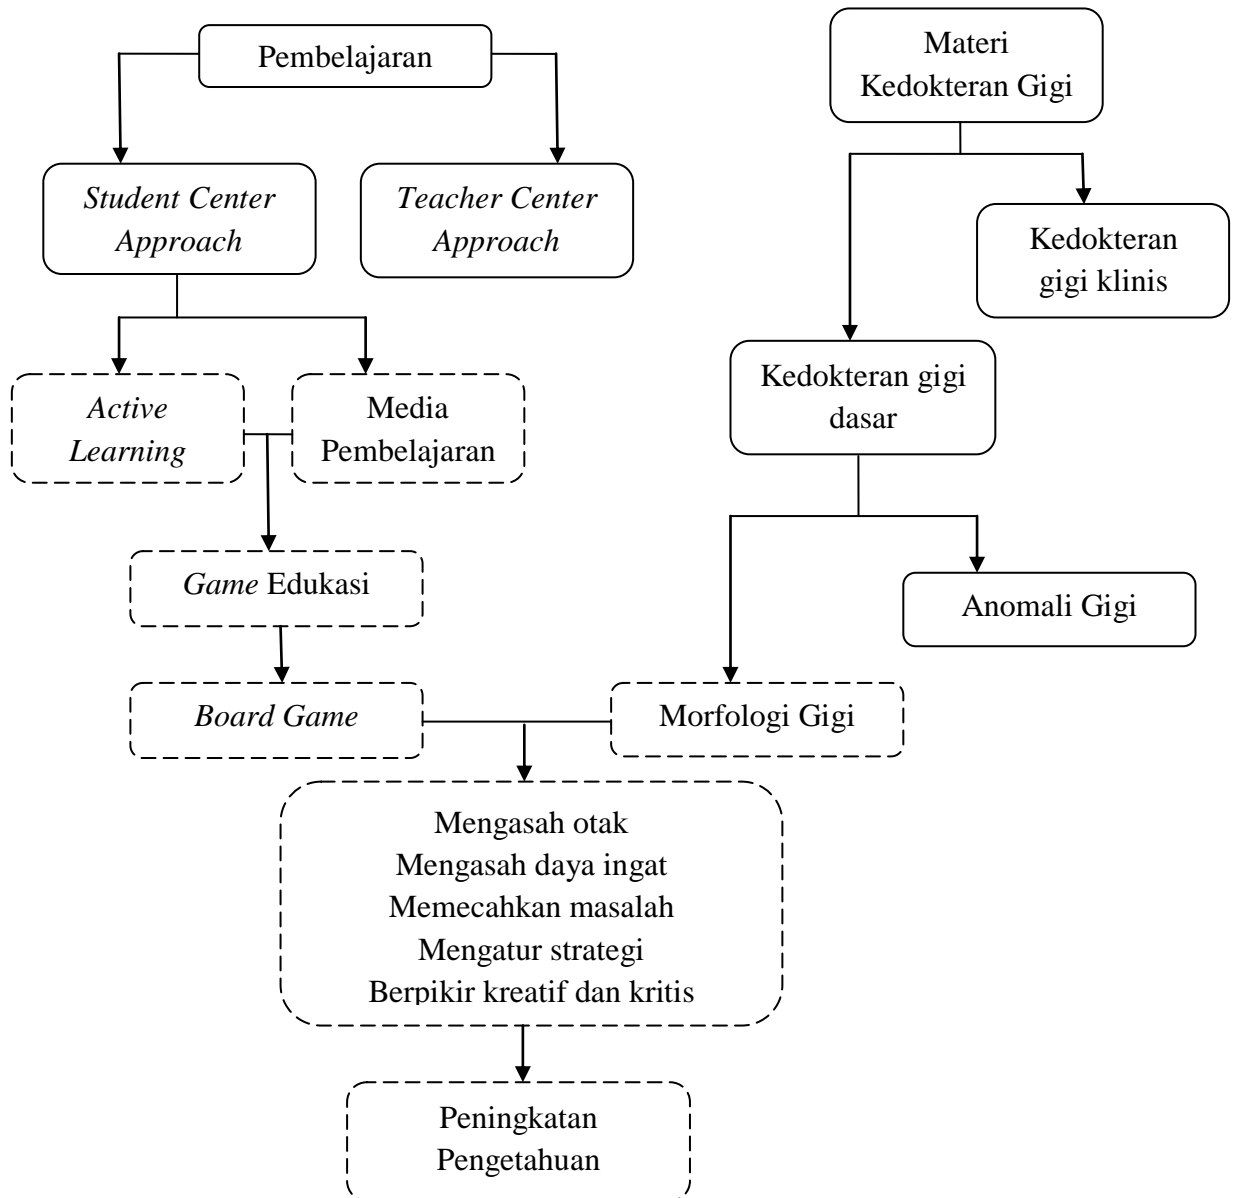 Pembelajaran
Materi
Kedokteran Gigi
Student Center
Approach
Teacher Center
Approach
Kedokteran
gigi klinis
Kedokteran gigi
dasar
Active
Learning
Media
Pembelajaran
Game Edukasi
Anomali Gigi
Board Game
Morfologi Gigi
Mengasah otak
Mengasah daya ingat
Memecahkan masalah
Mengatur strategi
Berpikir kreatif dan kritis
Peningkatan
Pengetahuan